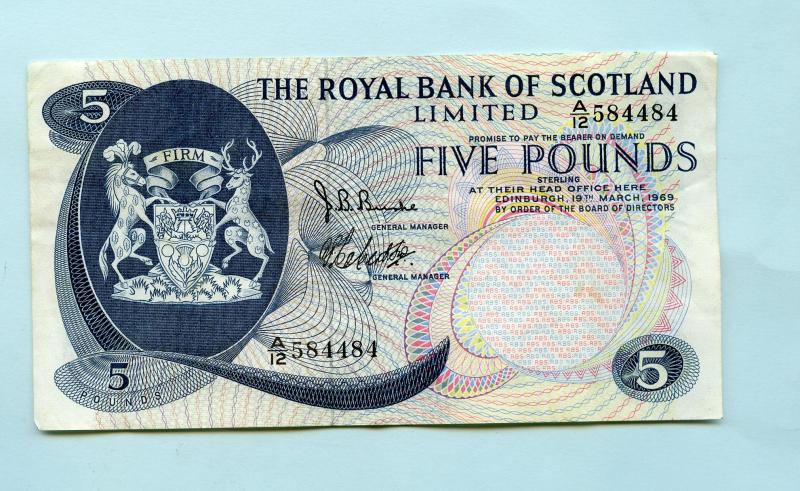 5
THE ROYAL BANK OF SCOTLAND
LIMITED A/12 584484
PROMISE TO PAY THE BEARER ON DEMAND
FIVE POUNDS
STERLING
AT THEIR HEAD OFFICE HERE
EDINBURGH, 19TH MARCH, 1969
BY ORDER OF THE BOARD OF DIRECTORS
FIRM
J.B. Burke
GENERAL MANAGER
GENERAL MANAGER
A/12 584484
5
POUNDS
5